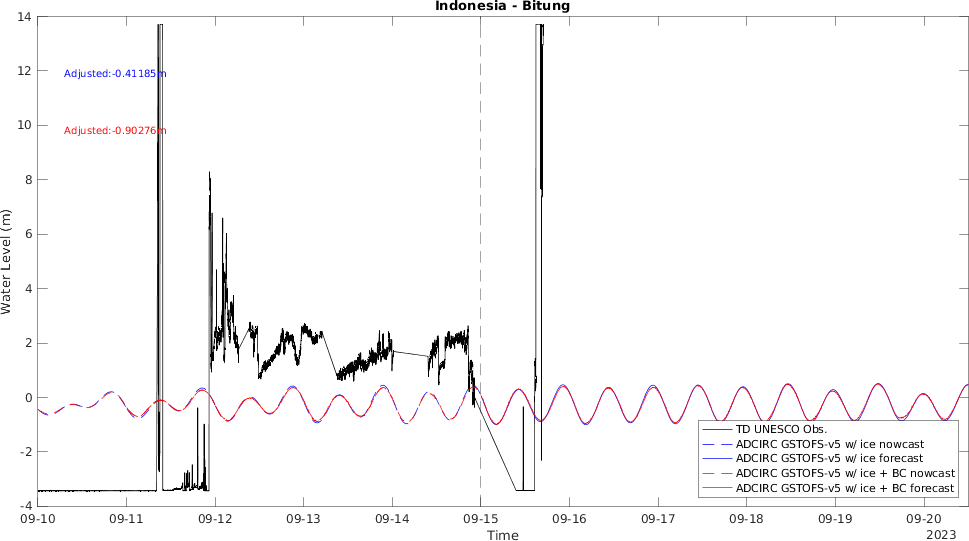 Indonesia - Bitung
14
12
10
8
6
4
2
0
-2
-4
Water Level (m)
Adjusted:-0.41185m
Adjusted:-0.90276m
TD UNESCO Obs.
ADCIRC GSTOFS-v5 w/ ice nowcast
ADCIRC GSTOFS-v5 w/ ice forecast
ADCIRC GSTOFS-v5 w/ ice + BC nowcast
ADCIRC GSTOFS-v5 w/ ice + BC forecast
09-10 09-11 09-12 09-13 09-14 09-15 09-16 09-17 09-18 09-19 09-20
Time
2023